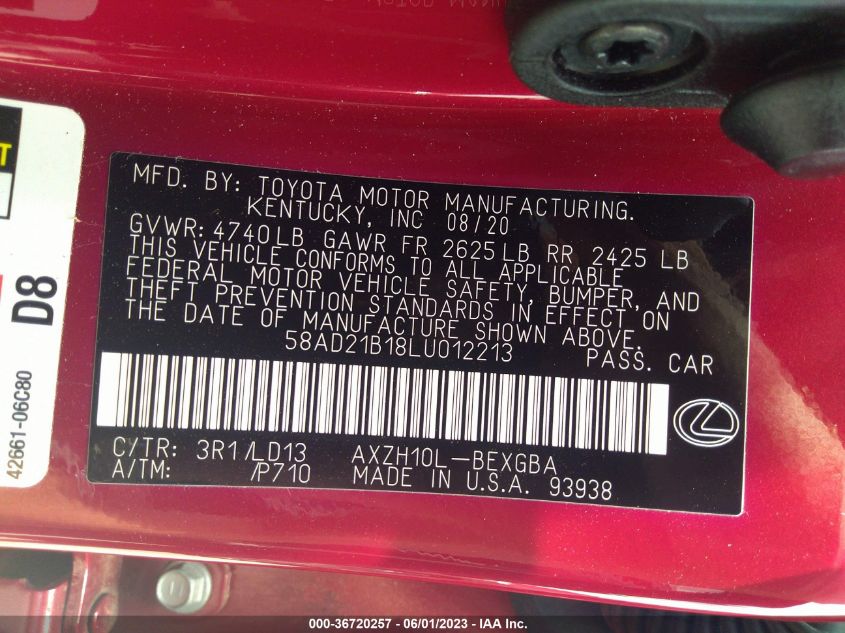 MFD. BY: TOYOTA MOTOR MANUFACTURING.
KENTUCKY, INC 08/20
GVWR: 4740LB GAWR FR 2625LB RR 2425 LB
THIS VEHICLE CONFORMS TO ALL APPLICABLE
FEDERAL MOTOR VEHICLE SAFETY, BUMPER, AND
THEFT PREVENTION STANDARDS IN EFFECT ON
THE DATE OF MANUFACTURE SHOWN ABOVE.
58AD21B18LU012213 PASS. CAR
C/TR: 3R1/LD13 AXZH10L-BEXGBA
A/TM: /P710 MADE IN U.S.A. 93938
D8
42661-06C80
000-36720257 - 06/01/2023 - IAA Inc.